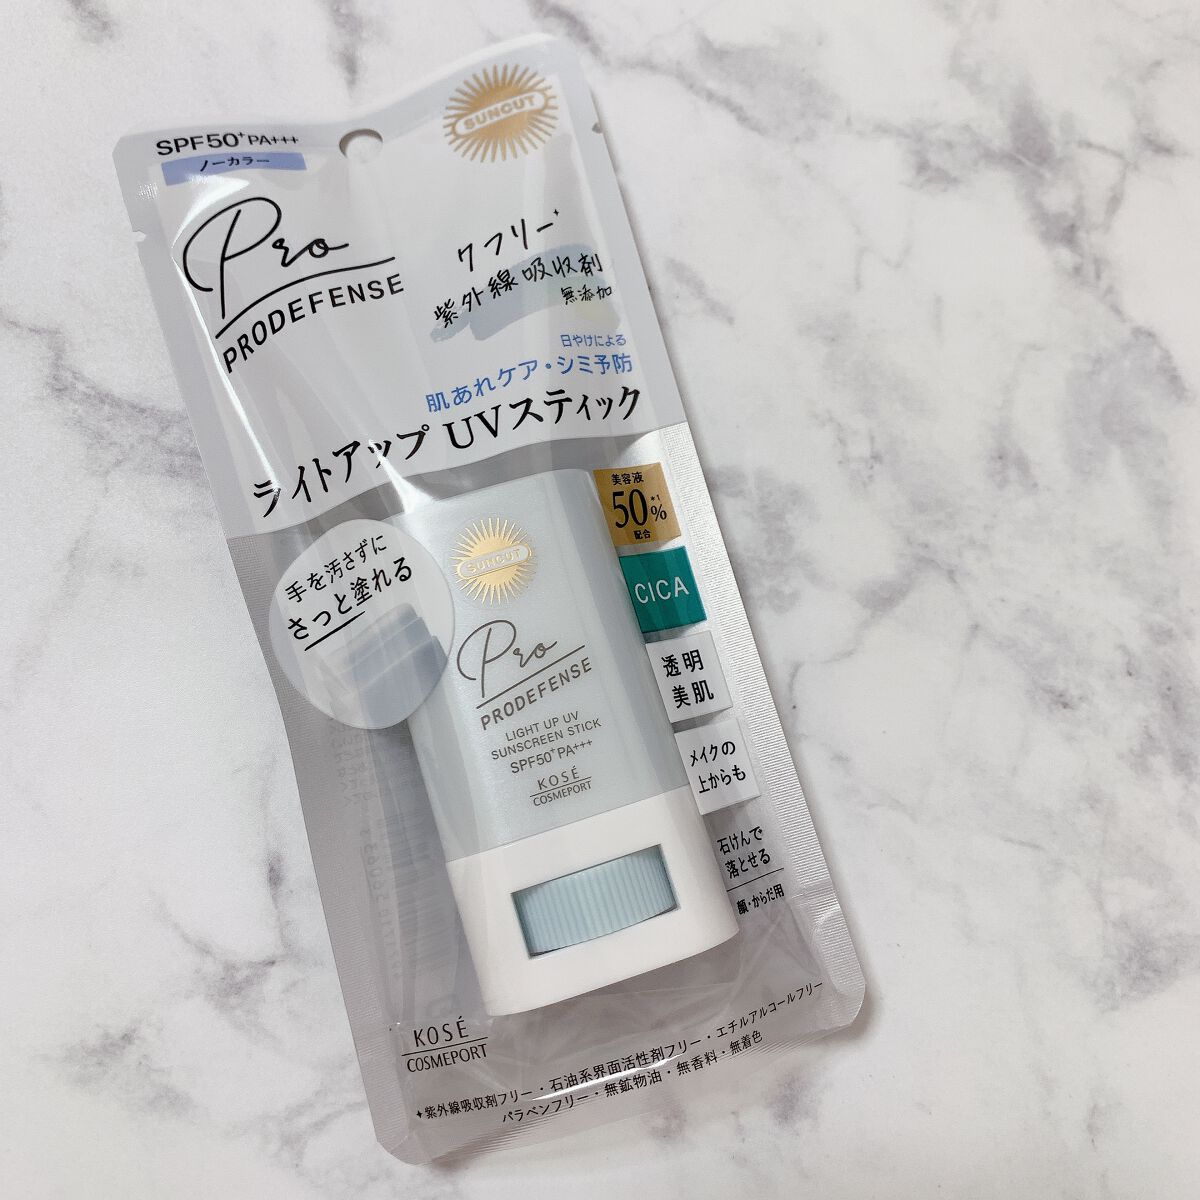 SUNCUT
SPF50+PA+++
ノーカラー
Pro
PRODEFENSE
7フリー✦
紫外線吸収剤
無添加
日やけによる
肌あれケア・シミ予防
ライトアップ UVスティック
手を汚さずに
さっと塗れる
美容液
50%*1
配合
CICA
透明
美肌
メイクの
上からも
石けんで
落とせる
顔・からだ用
SUNCUT
Pro
PRODEFENSE
LIGHT UP UV
SUNSCREEN STICK
SPF50+PA+++
KOSÉ
COSMEPORT
KOSÉ
COSMEPORT
✦紫外線吸収剤フリー・石油系界面活性剤フリー・エチルアルコールフリー
パラベンフリー・無鉱物油・無香料・無着色